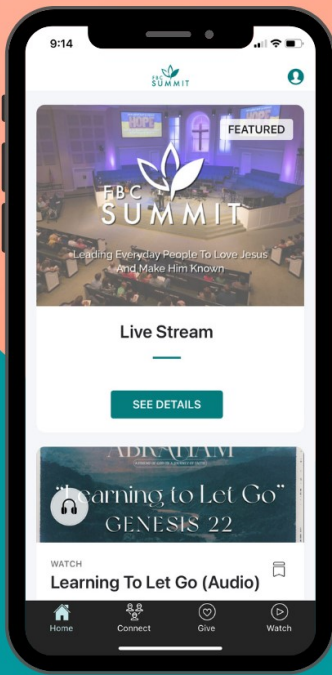 9:14
FBC
SUMMIT
HOPE
HOPE
FEATURED
FBC
SUMMIT
Leading Everyday People To Love Jesus
And Make Him Known
Live Stream
SEE DETAILS
ABRAHAM
"Learning to Let Go"
GENESIS 22
WATCH
Learning To Let Go (Audio)
Home
Connect
Give
Watch